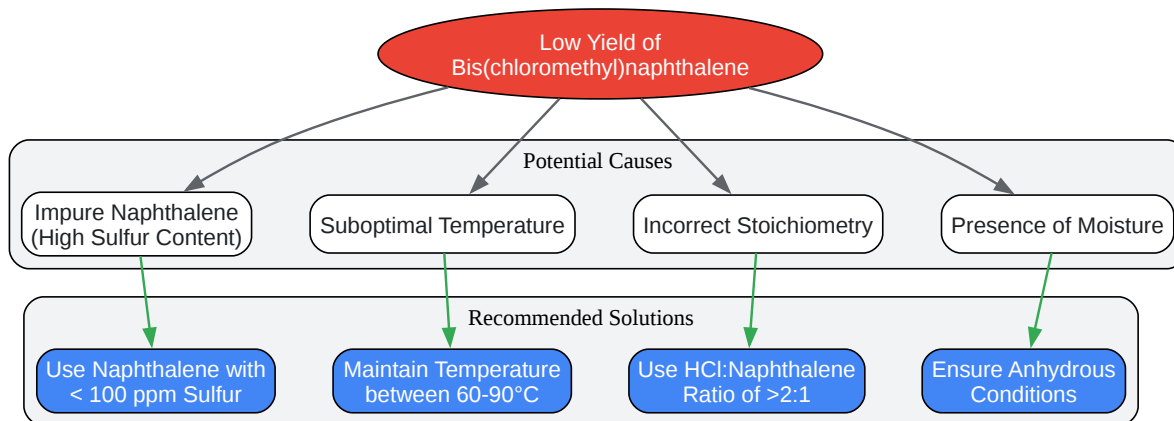 Low Yield of
Bis(chloromethyl)naphthalene
Potential Causes
Impure Naphthalene
(High Sulfur Content)
Suboptimal Temperature
Incorrect Stoichiometry
Presence of Moisture
Recommended Solutions
Use Naphthalene with
< 100 ppm Sulfur
Maintain Temperature
between 60-90°C
Use HCl:Naphthalene
Ratio of >2:1
Ensure Anhydrous
Conditions